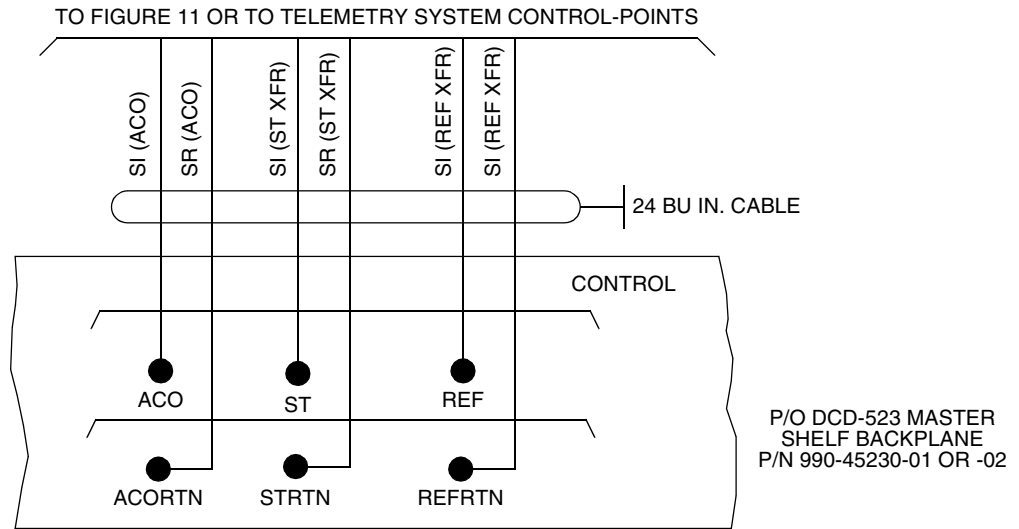 TO FIGURE 11 OR TO TELEMETRY SYSTEM CONTROL-POINTS
SI (ACO)
SR (ACO)
SI (ST XFR)
SR (ST XFR)
SI (REF XFR)
SI (REF XFR)
24 BU IN. CABLE
CONTROL
ACO
ST
REF
ACORTN
STRTN
REFRTN
P/O DCD-523 MASTER
SHELF BACKPLANE
P/N 990-45230-01 OR -02